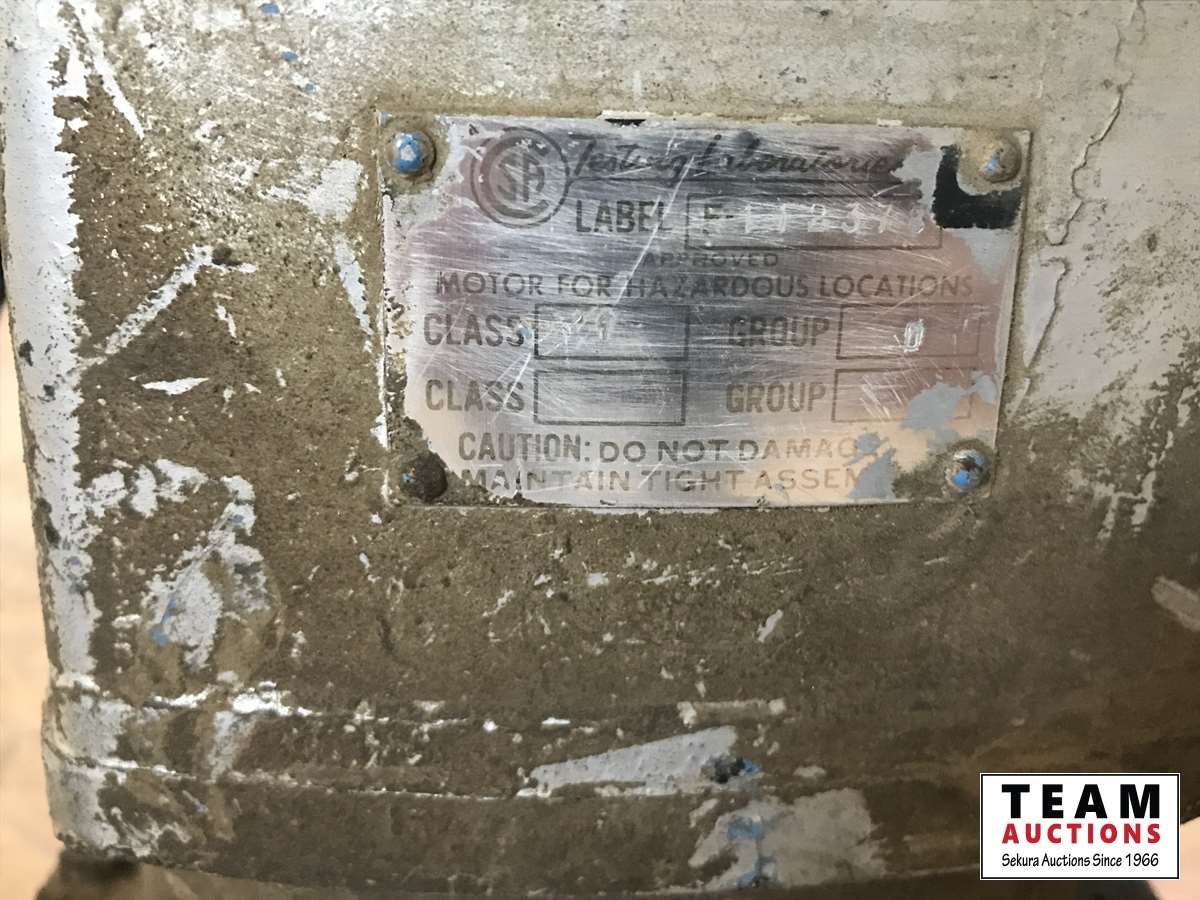 CSA Testing Laboratories
LABEL
APPROVED
MOTOR FOR HAZARDOUS LOCATIONS
CLASS 1 GROUP D
CLASS GROUP
CAUTION: DO NOT DAMAG
MAINTAIN TIGHT ASSEM
TEAM
AUCTIONS
Sekura Auctions Since 1966